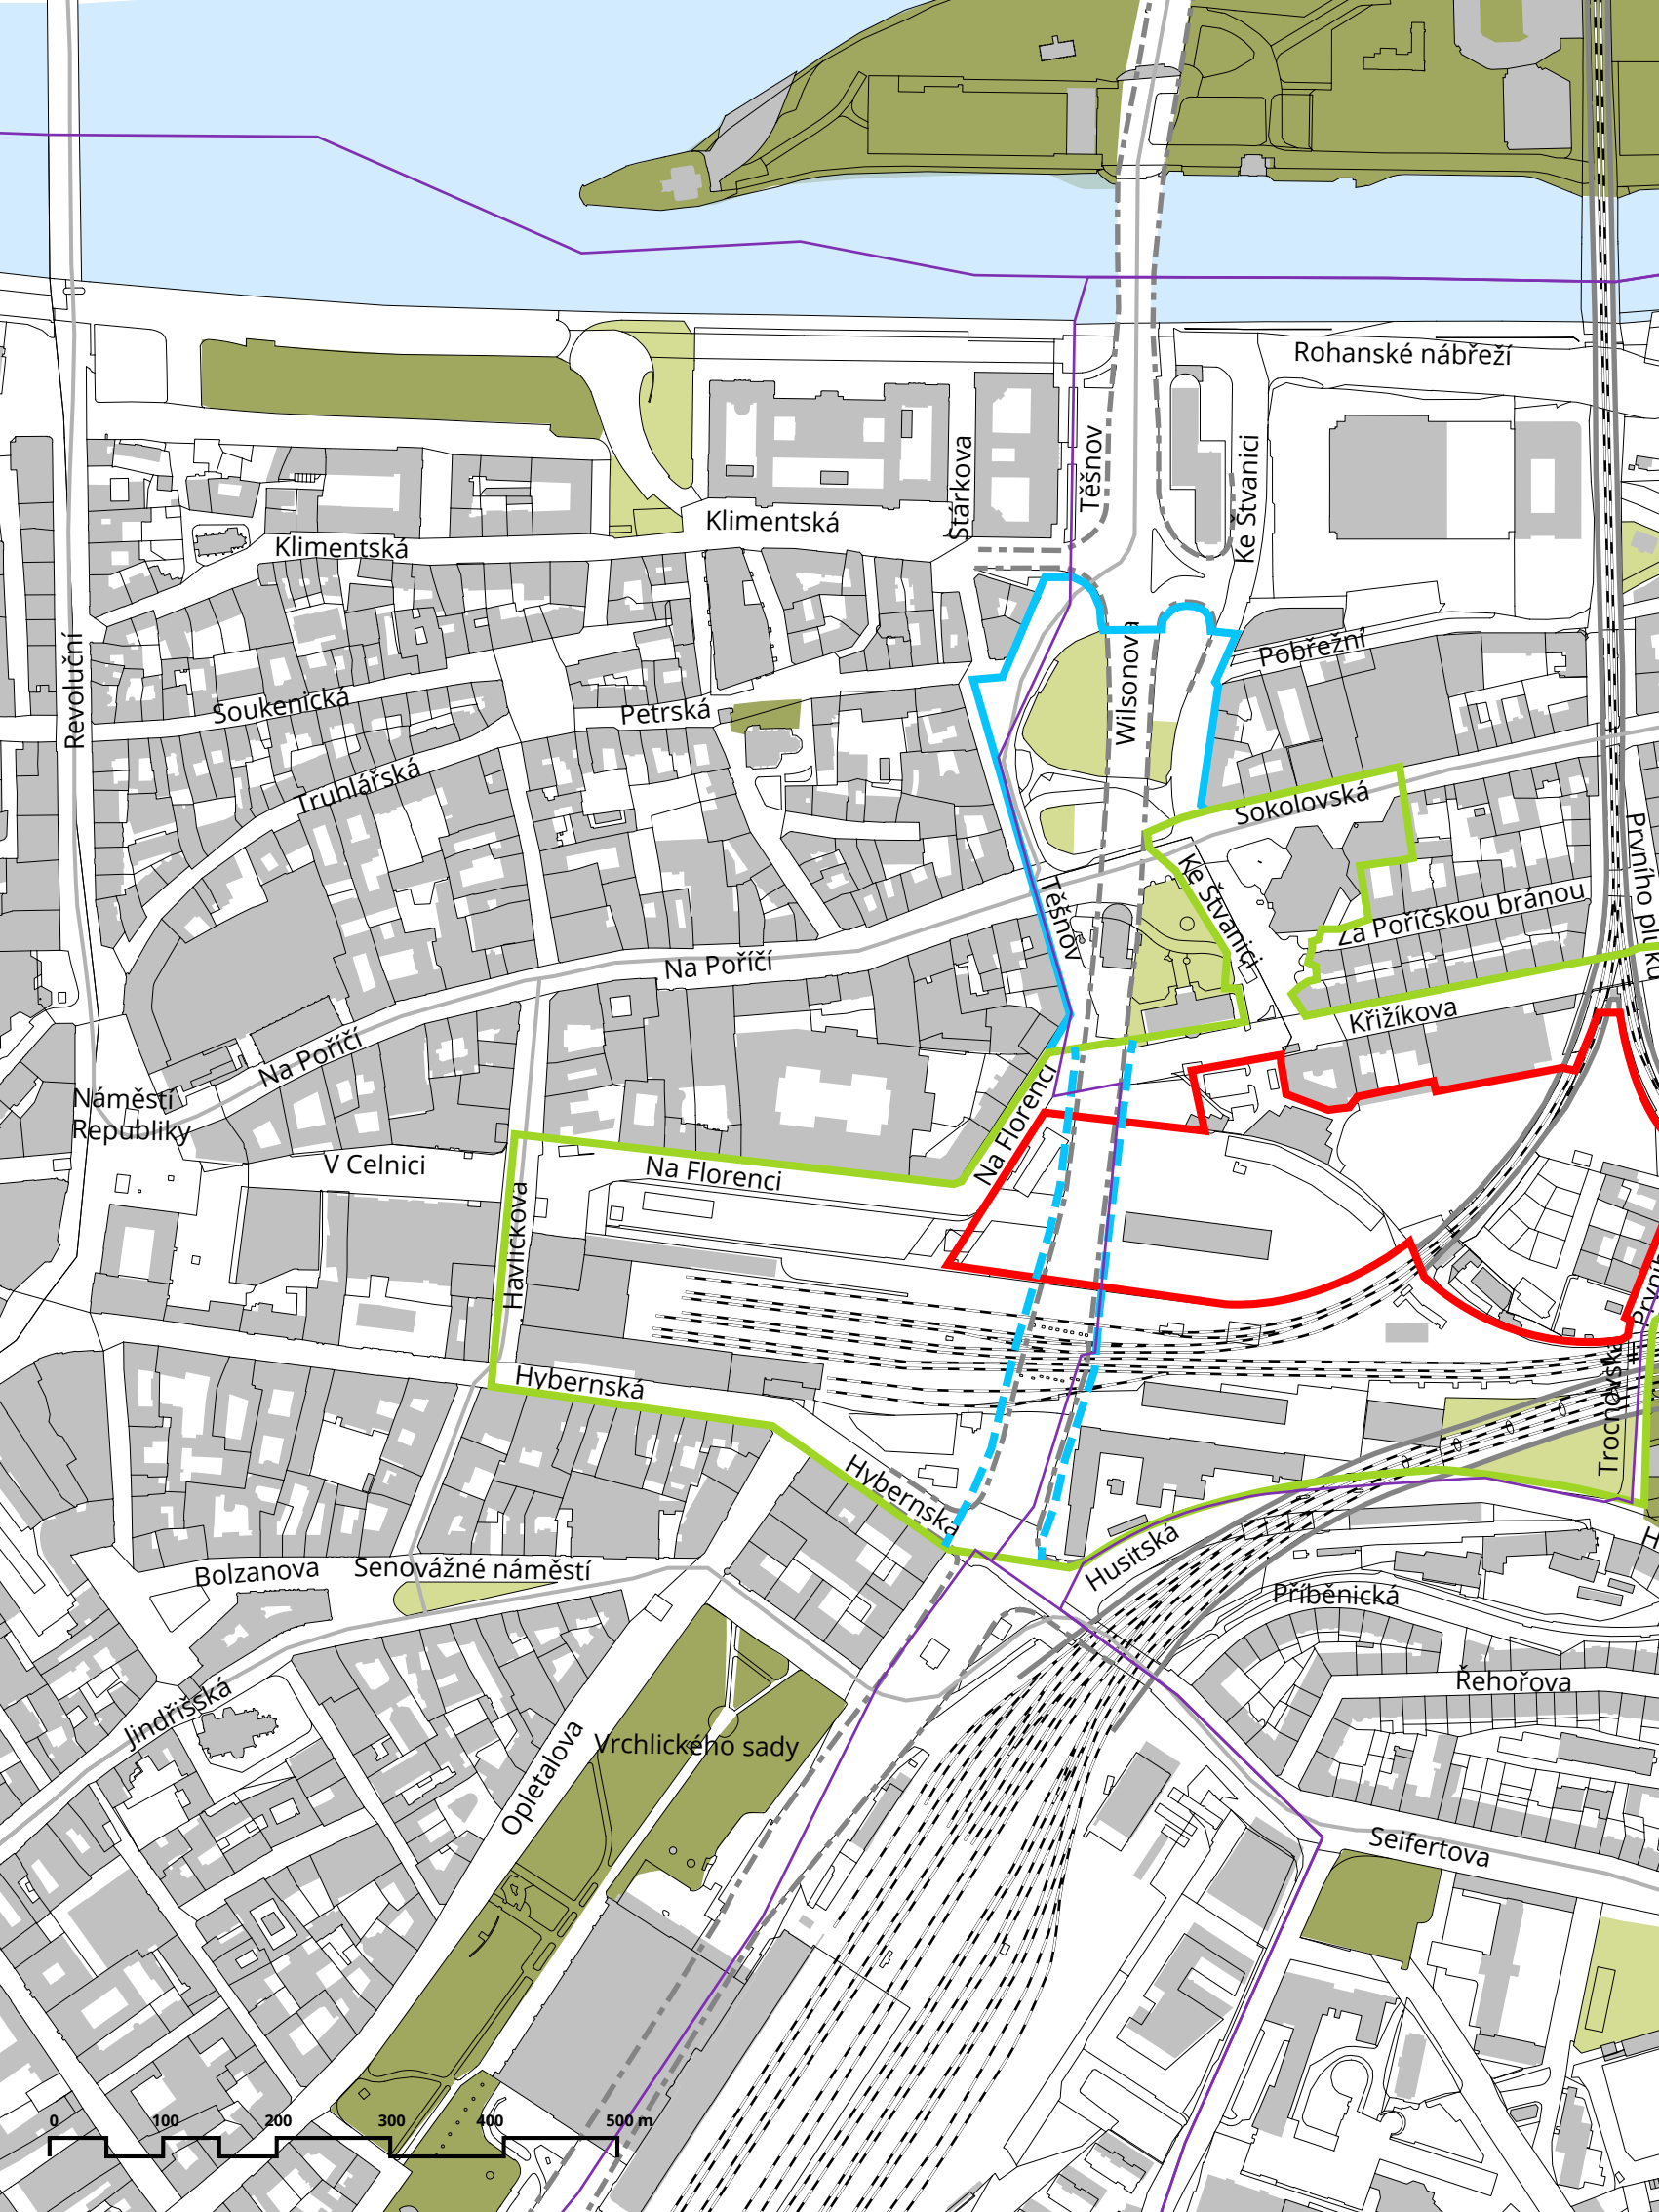 Rohanské nábřeží
Těšnov
Stárkova
Ke Štvanici
Klimentská
Klimentská
Revoluční
Wilsonova
Pobřežní
Soukenická
Petrská
Truhlářská
Sokolovská
Prvního pluku
Ke Štvanici
Těšnov
Za Poříčskou bránou
Na Poříčí
Křižíkova
Na Poříčí
Náměstí
Republiky
V Celnici
Na Florenci
Na Florenci
Havlíčkova
Hybernská
Trocnovská
Hybernská
Husitská
Bolzanova
Senovážné náměstí
Příběnická
Řehořova
Jindřišská
Vrchlického sady
Opletalova
Seifertova
0 100 200 300 400 500 m